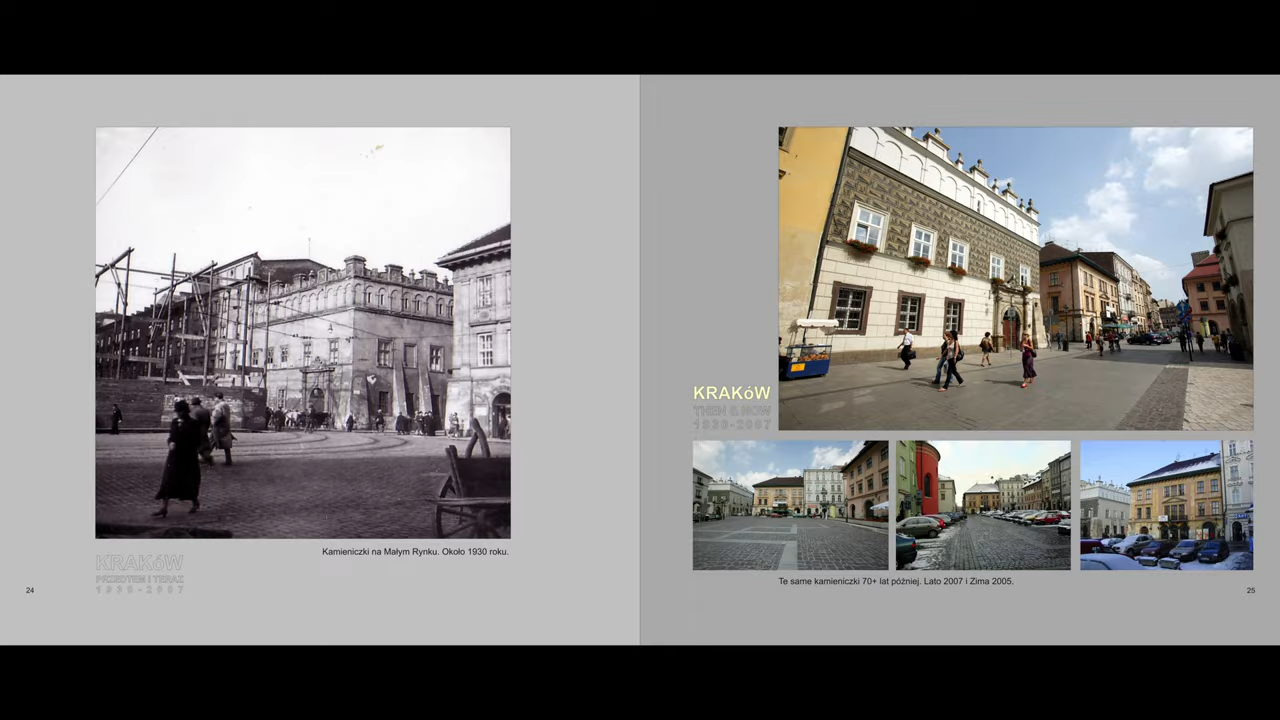 Kamieniczki na Małym Rynku. Około 1930 roku.
KRAKóW
PRZEDTEM i TERAZ
1930-2007
24
KRAKóW
THEN & NOW
1930-2007
Te same kamieniczki 70+ lat później. Lato 2007 i Zima 2005.
25